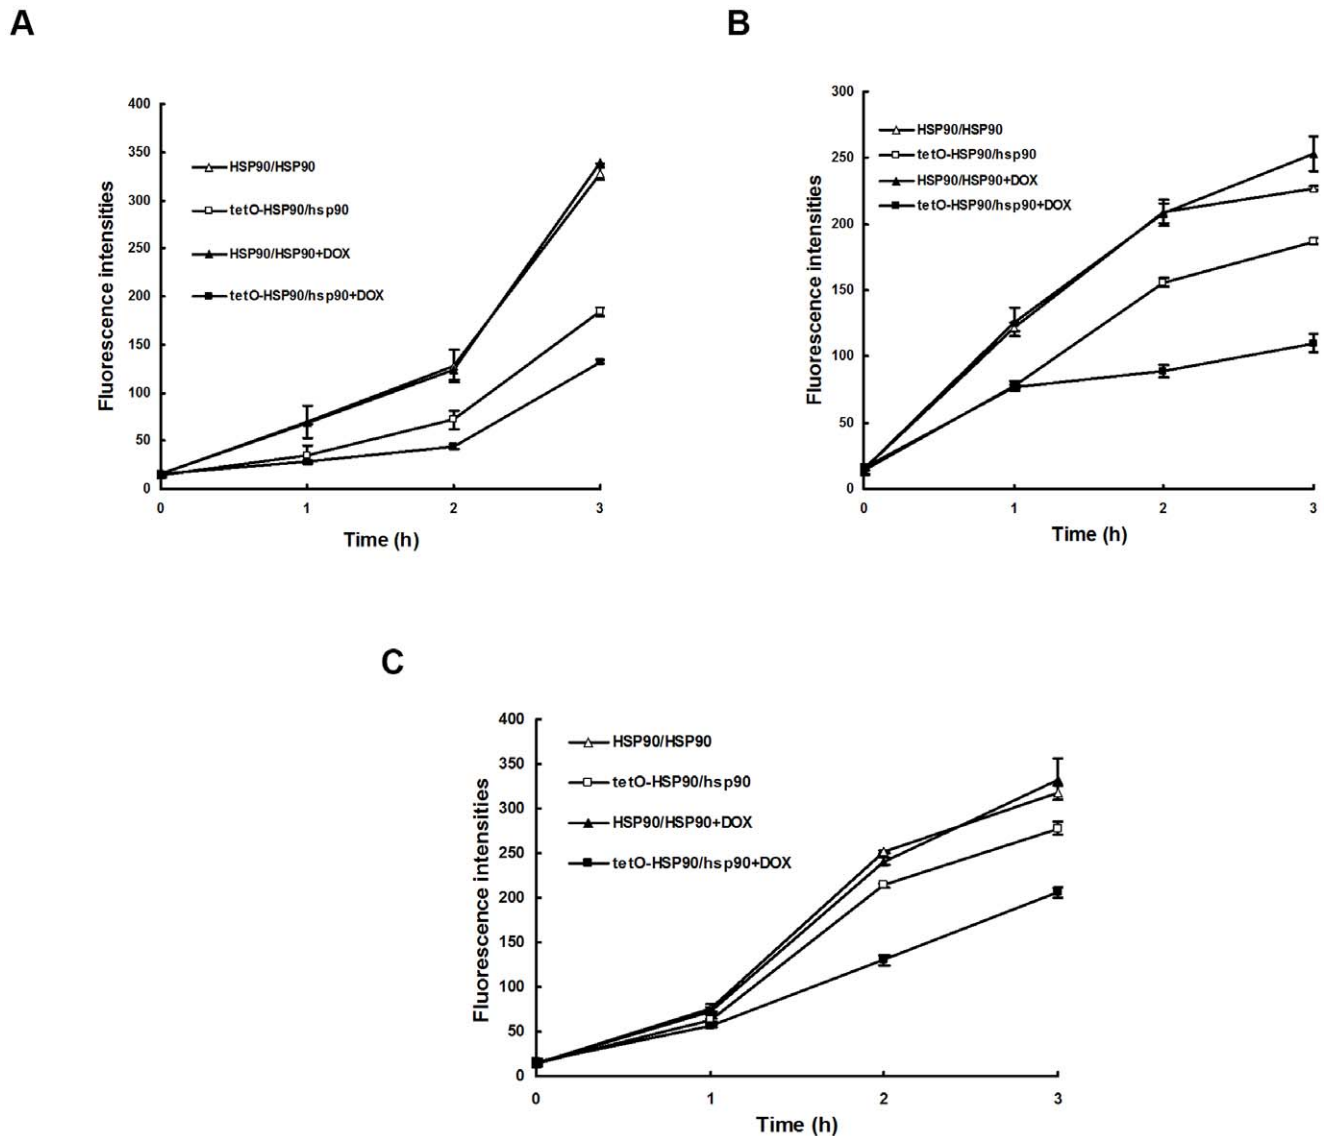 A
400
350
300
250
200
150
100
50
0
Fluorescence intensities
HSP90/HSP90
tetO-HSP90/hsp90
HSP90/HSP90+DOX
tetO-HSP90/hsp90+DOX
0 1 2 3
Time (h)
B
300
250
200
150
100
50
0
Fluorescence intensities
HSP90/HSP90
tetO-HSP90/hsp90
HSP90/HSP90+DOX
tetO-HSP90/hsp90+DOX
0 1 2 3
Time (h)
C
400
350
300
250
200
150
100
50
0
Fluorescence intensities
HSP90/HSP90
tetO-HSP90/hsp90
HSP90/HSP90+DOX
tetO-HSP90/hsp90+DOX
0 1 2 3
Time (h)